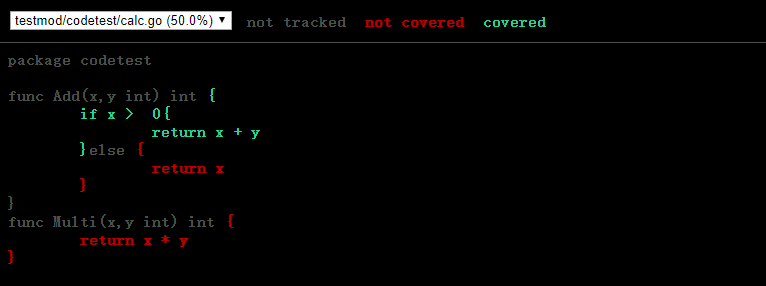 testmod/codetest/calc.go (50.0%) not tracked not covered covered
package codetest
func Add(x,y int) int {
        if x >  0{
                return x + y
        }else {
                return x
        }
}
func Multi(x,y int) int {
        return x * y
}